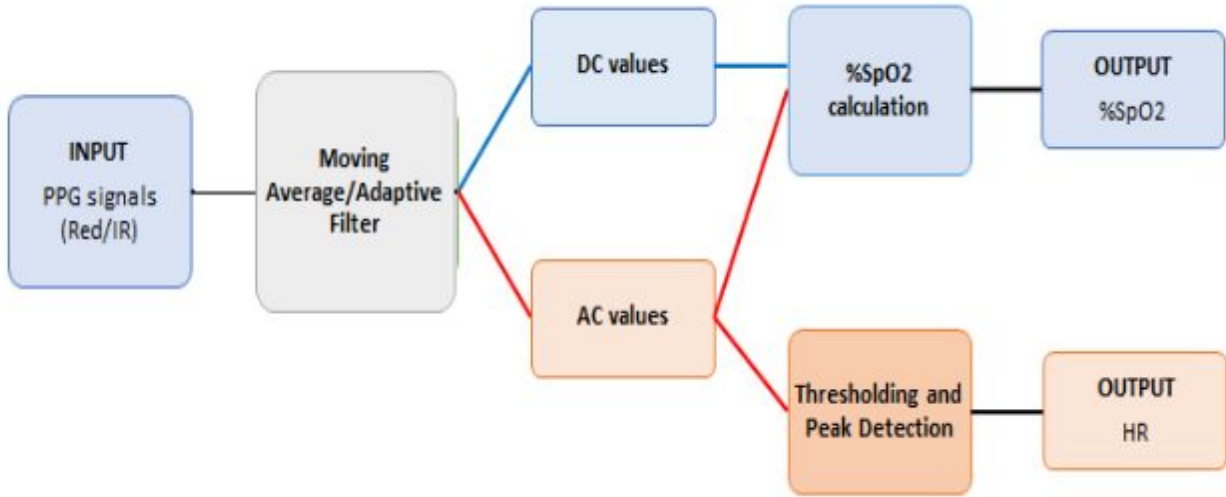 INPUT
PPG signals
(Red/IR)
Moving
Average/Adaptive
Filter
DC values
AC values
%SpO2
calculation
Thresholding and
Peak Detection
OUTPUT
%SpO2
OUTPUT
HR